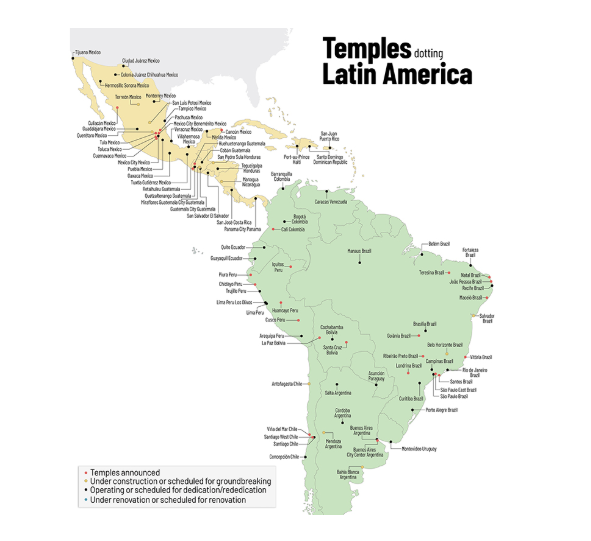 Temples dotting
Latin America
Tijuana Mexico
Ciudad Juárez Mexico
Colonia Juárez Chihuahua Mexico
Hermosillo Sonora Mexico
Torreón Mexico
Monterrey Mexico
San Luis Potosí Mexico
Tampico Mexico
Culiacán Mexico
Guadalajara Mexico
Querétaro Mexico
Tula Mexico
Toluca Mexico
Cuernavaca Mexico
Pachuca Mexico
Mexico City Benemérito Mexico
Veracruz Mexico
Villahermosa
Mexico
Cancún Mexico
Mérida Mexico
Huehuetenango Guatemala
Cobán Guatemala
San Pedro Sula Honduras
Tegucigalpa
Honduras
Managua
Nicaragua
Mexico City Mexico
Puebla Mexico
Oaxaca Mexico
Tuxtla Gutiérrez Mexico
Retalhuleu Guatemala
Quetzaltenango Guatemala
Miraflores Guatemala City Guatemala
Guatemala City Guatemala
San Salvador El Salvador
San José Costa Rica
Panama City Panama
San Juan
Puerto Rico
Port-au-Prince
Haiti
Santo Domingo
Dominican Republic
Barranquilla
Colombia
Caracas Venezuela
Bogotá
Colombia
Cali Colombia
Quito Ecuador
Guayaquil Ecuador
Iquitos
Peru
Piura Peru
Chiclayo Peru
Trujillo Peru
Lima Peru Los Olivos
Lima Peru
Huancayo Peru
Cusco Peru
Arequipa Peru
La Paz Bolivia
Cochabamba
Bolivia
Santa Cruz
Bolivia
Manaus Brazil
Belém Brazil
Fortaleza
Brazil
Teresina Brazil
Natal Brazil
João Pessoa Brazil
Recife Brazil
Maceió Brazil
Salvador
Brazil
Brasília Brazil
Goiânia Brazil
Belo Horizonte Brazil
Ribeirão Preto Brazil
Vitória Brazil
Campinas Brazil
Londrina Brazil
Rio de Janeiro
Brazil
Santos Brazil
São Paulo East Brazil
São Paulo Brazil
Curitiba Brazil
Porto Alegre Brazil
Asunción
Paraguay
Antofagasta Chile
Salta Argentina
Córdoba
Argentina
Viña del Mar Chile
Santiago West Chile
Santiago Chile
Mendoza
Argentina
Buenos Aires
Argentina
Buenos Aires
City Center Argentina
Montevideo Uruguay
Concepción Chile
Bahía Blanca
Argentina
Temples announced
Under construction or scheduled for groundbreaking
Operating or scheduled for dedication/rededication
Under renovation or scheduled for renovation